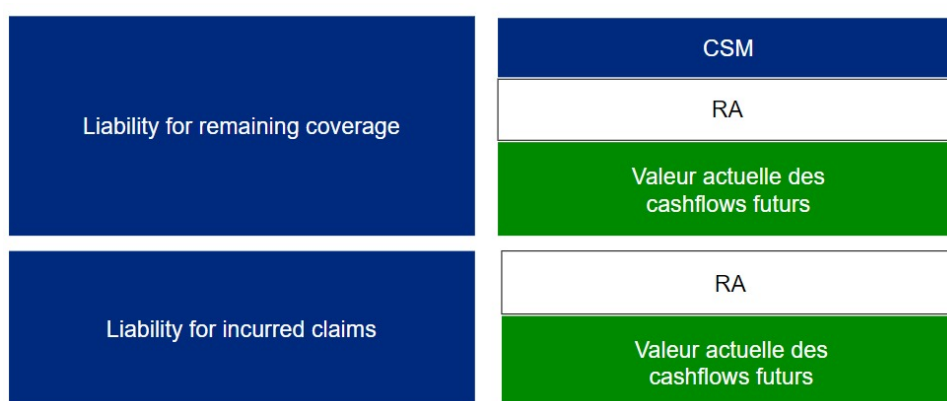 Liability for remaining coverage
CSM
RA
Valeur actuelle des
cashflows futurs
Liability for incurred claims
RA
Valeur actuelle des
cashflows futurs